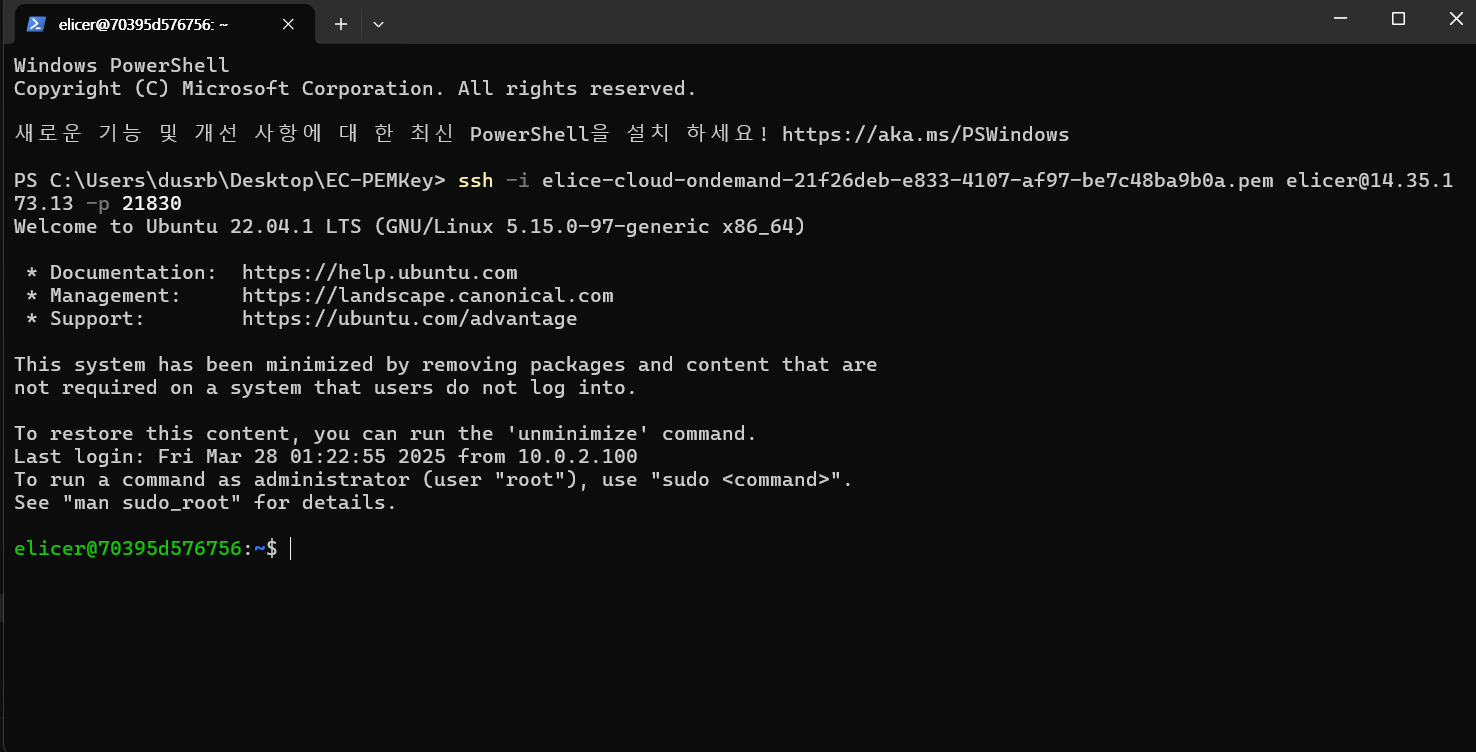 elicer@70395d576756: ~
Windows PowerShell
Copyright (C) Microsoft Corporation. All rights reserved.
새로운 기능 및 개선 사항에 대 한 최신 PowerShell을 설치 하세요! https://aka.ms/PSWindows
PS C:\Users\dusrb\Desktop\EC-PEMKey> ssh -i elice-cloud-ondemand-21f26deb-e833-4107-af97-be7c48ba9b0a.pem elicer@14.35.1
73.13 -p 21830
Welcome to Ubuntu 22.04.1 LTS (GNU/Linux 5.15.0-97-generic x86_64)
* Documentation:  https://help.ubuntu.com
* Management:     https://landscape.canonical.com
* Support:        https://ubuntu.com/advantage
This system has been minimized by removing packages and content that are
not required on a system that users do not log into.
To restore this content, you can run the 'unminimize' command.
Last login: Fri Mar 28 01:22:55 2025 from 10.0.2.100
To run a command as administrator (user "root"), use "sudo <command>".
See "man sudo_root" for details.
elicer@70395d576756:~$